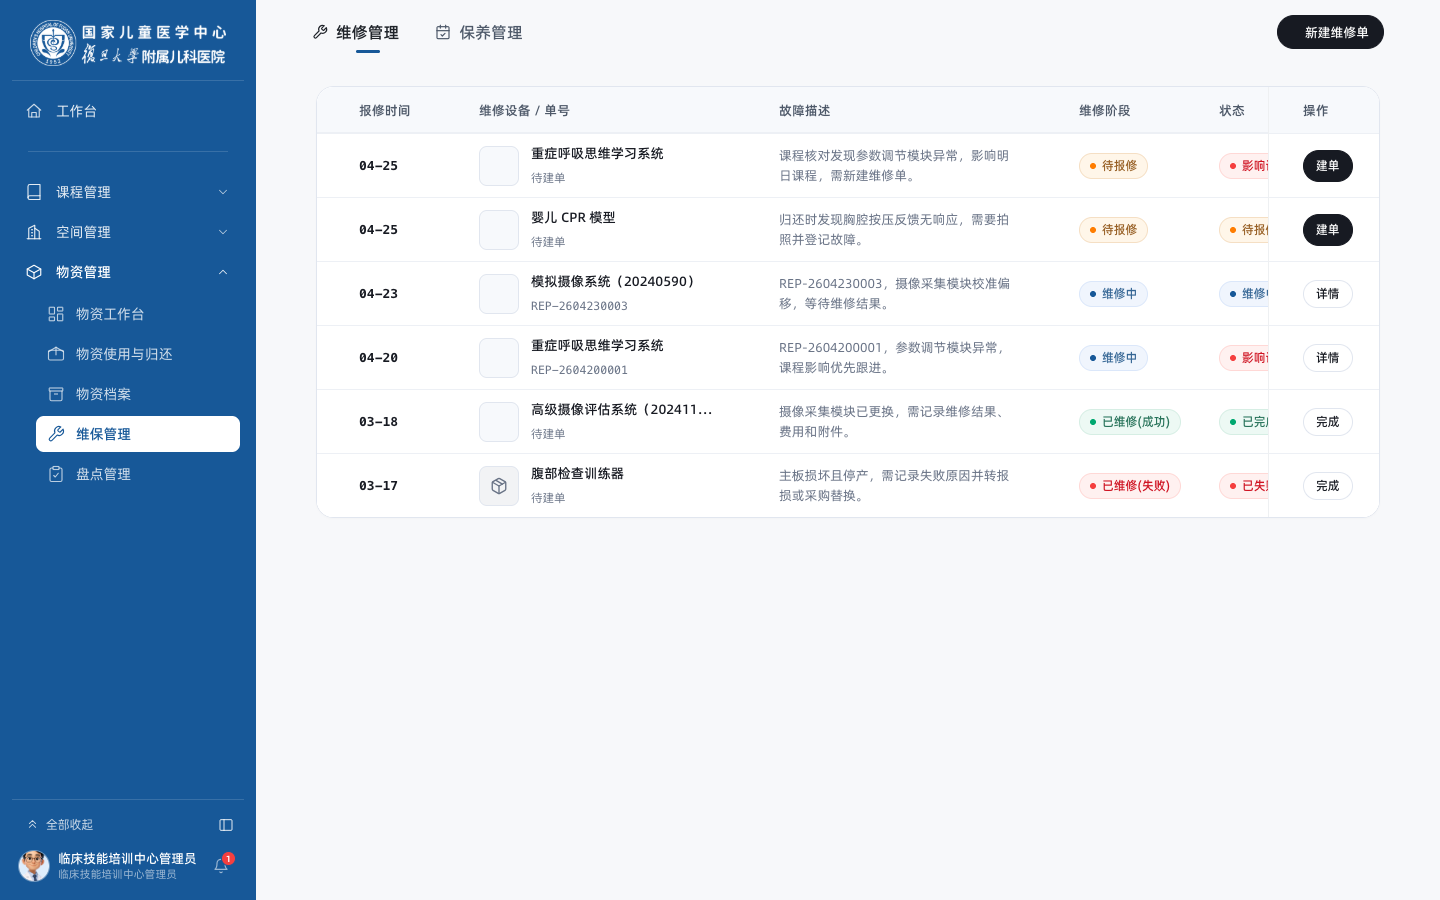 国家儿童医学中心
復旦大学附属儿科医院
1952
工作台
课程管理
空间管理
物资管理
物资工作台
物资使用与归还
物资档案
维保管理
盘点管理
全部收起
临床技能培训中心管理员
临床技能培训中心管理员
1
维修管理
保养管理
新建维修单
报修时间 维修设备 / 单号 故障描述 维修阶段 状态 操作
04-25
重症呼吸思维学习系统
待建单
课程核对发现参数调节模块异常，影响明
日课程，需新建维修单。
待报修
影响
建单
04-25
婴儿 CPR 模型
待建单
归还时发现胸腔按压反馈无响应，需要拍
照并登记故障。
待报修
待报
建单
04-23
模拟摄像系统（20240590）
REP-2604230003
REP-2604230003，摄像采集模块校准偏
移，等待维修结果。
维修中
维修
详情
04-20
重症呼吸思维学习系统
REP-2604200001
REP-2604200001，参数调节模块异常，
课程影响优先跟进。
维修中
影响
详情
03-18
高级摄像评估系统（202411...
待建单
摄像采集模块已更换，需记录维修结果、
费用和附件。
已维修(成功)
已完
完成
03-17
腹部检查训练器
待建单
主板损坏且停产，需记录失败原因并转报
损或采购替换。
已维修(失败)
已失
完成